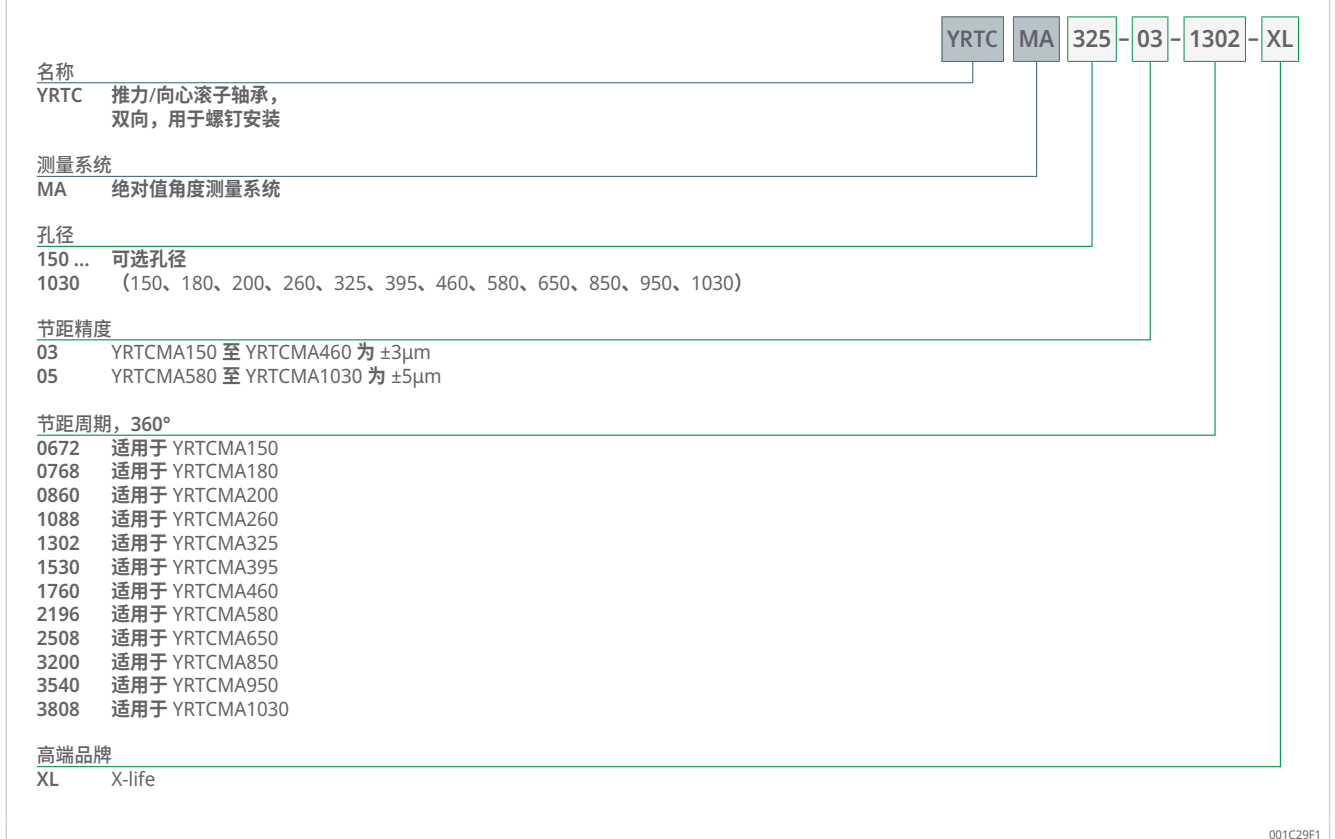 YRTC MA 325 – 03 – 1302 – XL
名称
YRTC 推力/向心滚子轴承，
双向，用于螺钉安装
测量系统
MA 绝对值角度测量系统
孔径
150 ... 可选孔径
1030 （150、180、200、260、325、395、460、580、650、850、950、1030）
节距精度
03 YRTCMA150 至 YRTCMA460 为 ±3μm
05 YRTCMA580 至 YRTCMA1030 为 ±5μm
节距周期，360°
0672 适用于 YRTCMA150
0768 适用于 YRTCMA180
0860 适用于 YRTCMA200
1088 适用于 YRTCMA260
1302 适用于 YRTCMA325
1530 适用于 YRTCMA395
1760 适用于 YRTCMA460
2196 适用于 YRTCMA580
2508 适用于 YRTCMA650
3200 适用于 YRTCMA850
3540 适用于 YRTCMA950
3808 适用于 YRTCMA1030
高端品牌
XL X-life
001C29F1